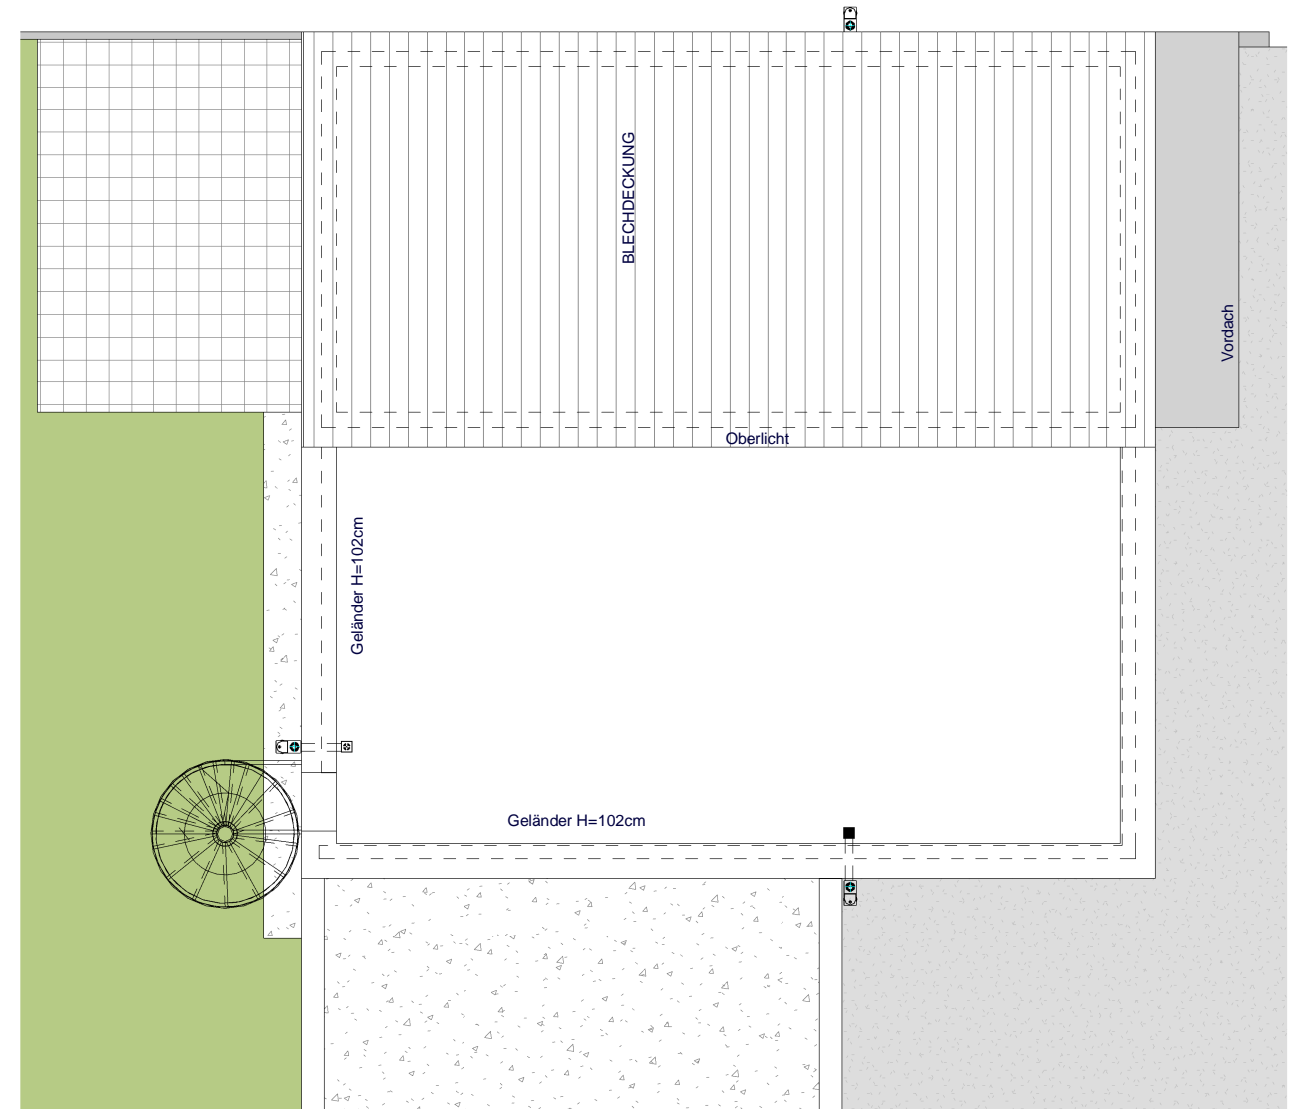 BLECHDECKUNG
Vordach
Oberlicht
Geländer H=102cm
Geländer H=102cm